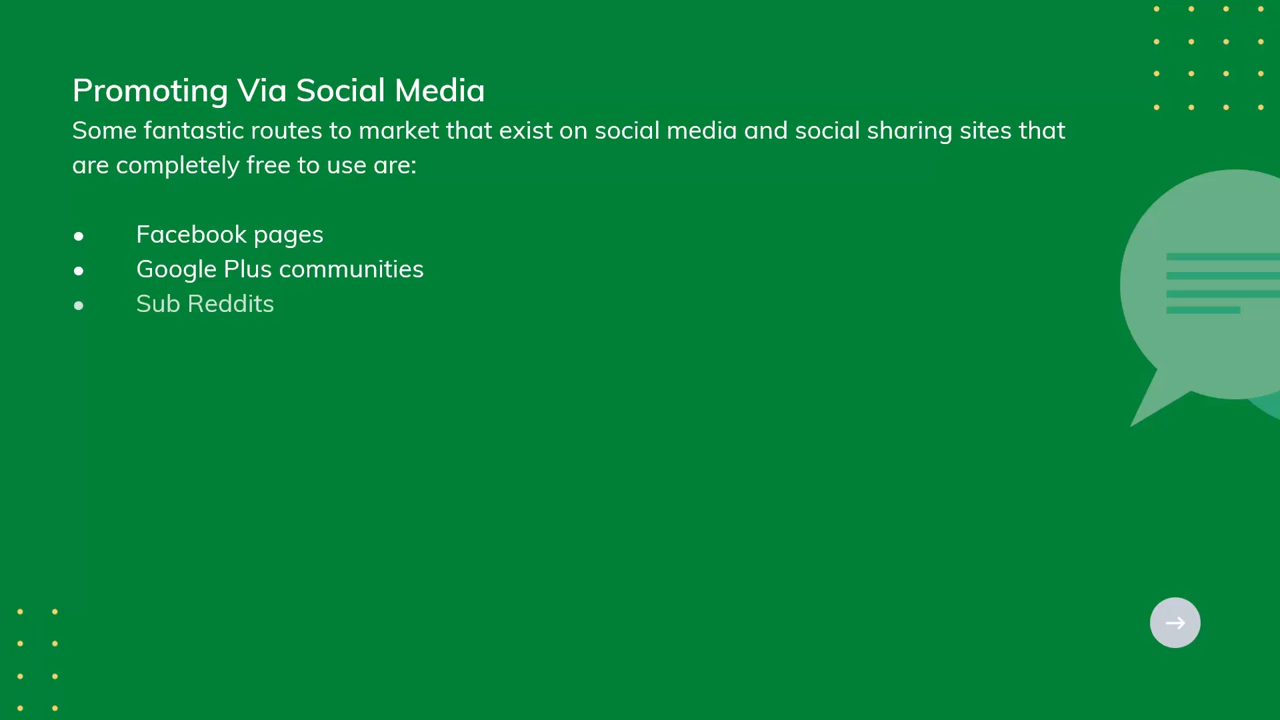 Promoting Via Social Media
Some fantastic routes to market that exist on social media and social sharing sites that
are completely free to use are:
● Facebook pages
● Google Plus communities
● Sub Reddits